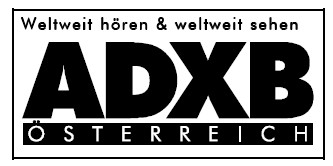 Weltweit hören & weltweit sehen
ADXB
ÖSTERREICH